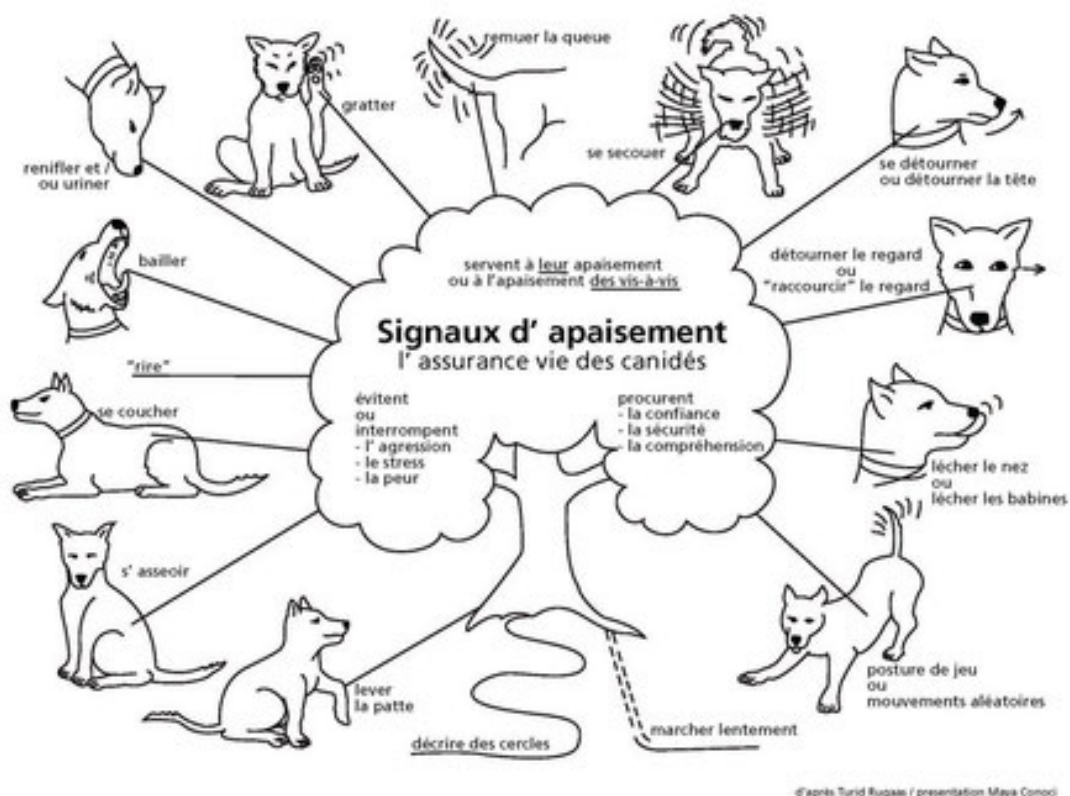 remuer la queue
gratter
se secouer
renifler et /
ou uriner
se détourner
ou détourner la tête
bailler
servent à leur apaisement
ou à l'apaisement des vis-à-vis
détourner le regard
ou
"raccourcir" le regard
Signaux d' apaisement
l' assurance vie des canidés
"rire"
se coucher
évitent
ou
interrompent
- l' agression
- le stress
- la peur
procurent
- la confiance
- la sécurité
- la compréhension
lécher le nez
ou
lécher les babines
s' asseoir
lever
la patte
posture de jeu
ou
mouvements aléatoires
marcher lentement
décrire des cercles
d'après Turid Rugaas / presentation Maya Conoci